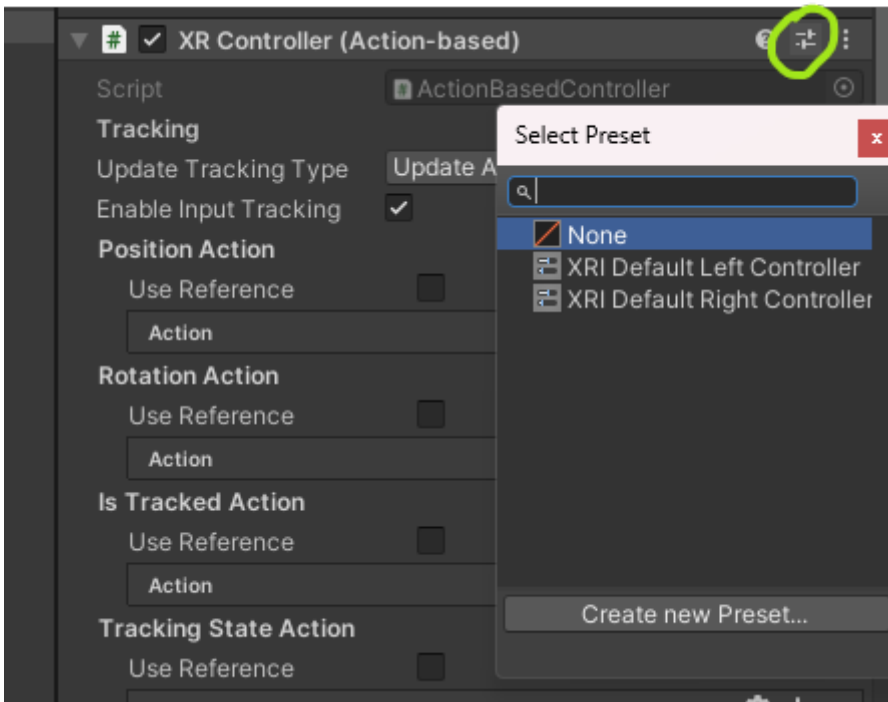 XR Controller (Action-based)
Script
ActionBasedController
Tracking
Select Preset
x
Update Tracking Type
Update A
Enable Input Tracking
None
Position Action
XRI Default Left Controller
Use Reference
XRI Default Right Controller
Action
Rotation Action
Use Reference
Action
Is Tracked Action
Use Reference
Action
Create new Preset...
Tracking State Action
Use Reference